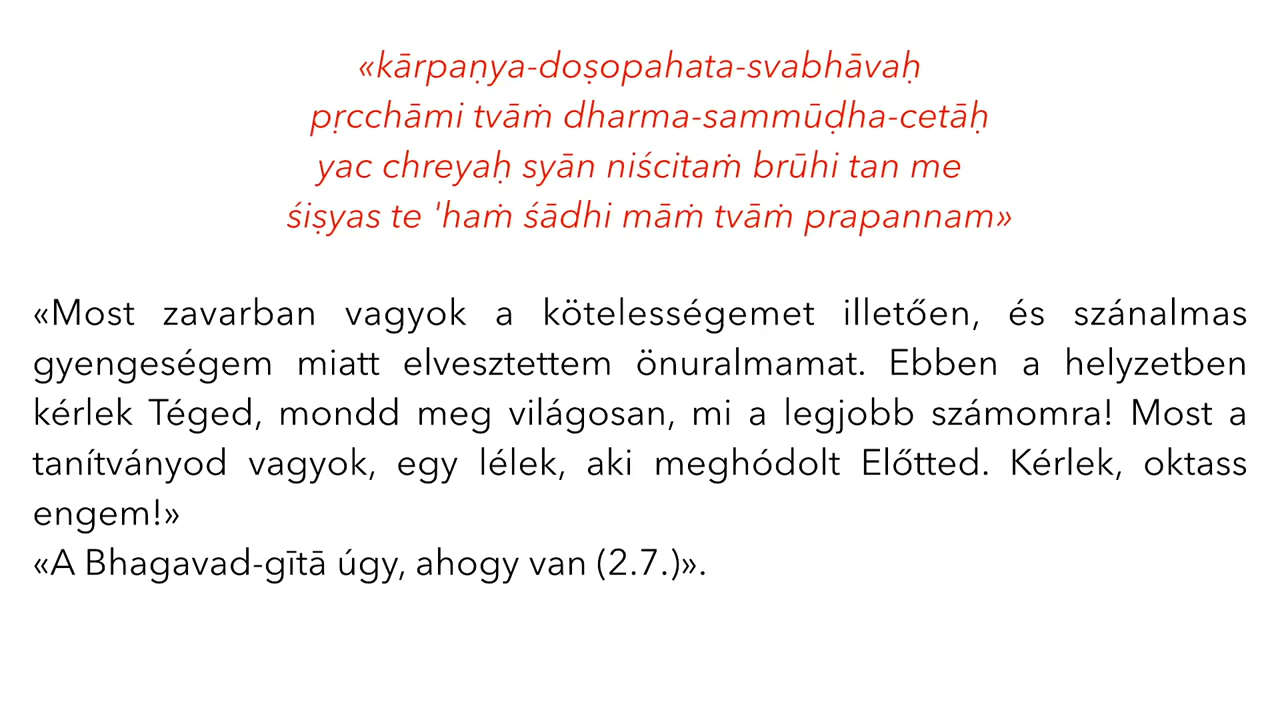 «kārpaṇya-doṣopahata-svabhāvaḥ
pṛcchāmi tvāṁ dharma-sammūḍha-cetāḥ
yac chreyaḥ syān niścitaṁ brūhi tan me
śiṣyas te 'haṁ śādhi māṁ tvāṁ prapannam»
«Most zavarban vagyok a kötelességemet illetően, és szánalmas
gyengeségem miatt elvesztettem önuralmamat. Ebben a helyzetben
kérlek Téged, mondd meg világosan, mi a legjobb számomra! Most a
tanítványod vagyok, egy lélek, aki meghódolt Előtted. Kérlek, oktass
engem!»
«A Bhagavad-gītā úgy, ahogy van (2.7.)».